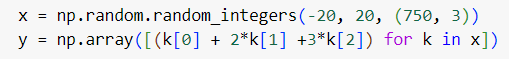 x = np.random.random_integers(-20, 20, (750, 3))
y = np.array([(k[0] + 2*k[1] +3*k[2]) for k in x])